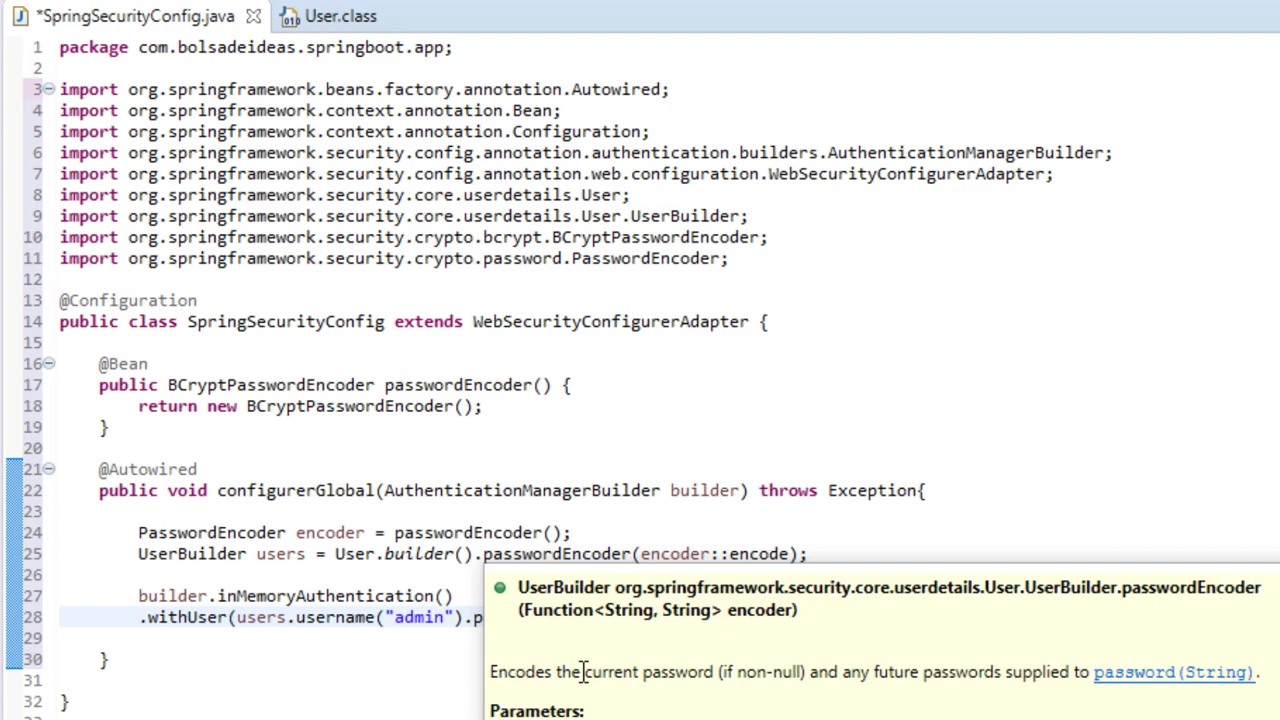 *SpringSecurityConfig.java User.class
1 package com.bolsadeideas.springboot.app;
2
3 import org.springframework.beans.factory.annotation.Autowired;
4 import org.springframework.context.annotation.Bean;
5 import org.springframework.context.annotation.Configuration;
6 import org.springframework.security.config.annotation.authentication.builders.AuthenticationManagerBuilder;
7 import org.springframework.security.config.annotation.web.configuration.WebSecurityConfigurerAdapter;
8 import org.springframework.security.core.userdetails.User;
9 import org.springframework.security.core.userdetails.User.UserBuilder;
10 import org.springframework.security.crypto.bcrypt.BCryptPasswordEncoder;
11 import org.springframework.security.crypto.password.PasswordEncoder;
12
13 @Configuration
14 public class SpringSecurityConfig extends WebSecurityConfigurerAdapter {
15
16 @Bean
17 public BCryptPasswordEncoder passwordEncoder() {
18 return new BCryptPasswordEncoder();
19 }
20
21 @Autowired
22 public void configurerGlobal(AuthenticationManagerBuilder builder) throws Exception{
23
24 PasswordEncoder encoder = passwordEncoder();
25 UserBuilder users = User.builder().passwordEncoder(encoder::encode);
26
27 builder.inMemoryAuthentication()
28 .withUser(users.username("admin").p
29
30 }
31
32 }
UserBuilder org.springframework.security.core.userdetails.User.UserBuilder.passwordEncoder
(Function<String, String> encoder)
Encodes the current password (if non-null) and any future passwords supplied to password(String).
Parameters: